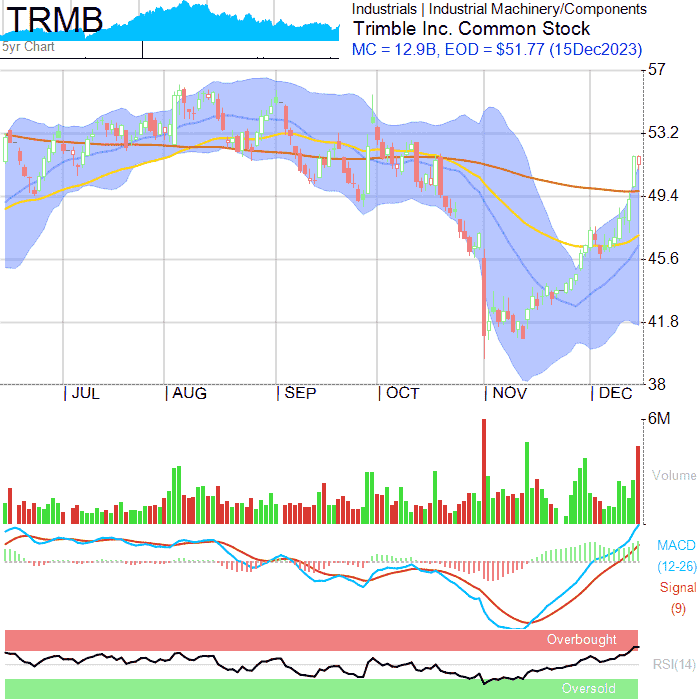 TRMB
5yr Chart
Industrials | Industrial Machinery/Components
Trimble Inc. Common Stock
MC = 12.9B, EOD = $51.77 (15Dec2023)
57
53.2
49.4
45.6
41.8
38
JUL
AUG
SEP
OCT
NOV
DEC
6M
Volume
MACD
(12-26)
Signal
(9)
Overbought
RSI(14)
Oversold